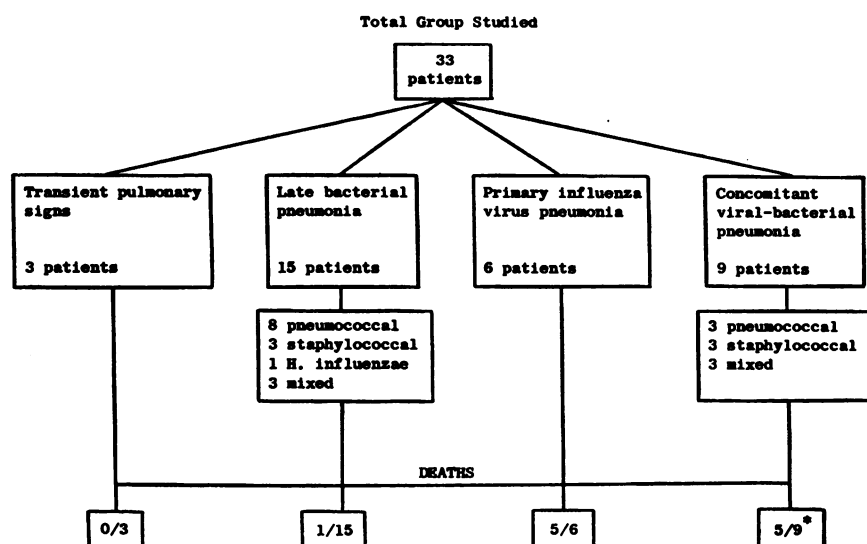 Total Group Studied
33
patients
Transient pulmonary
signs
3 patients
Late bacterial
pneumonia
15 patients
Primary influenza
virus pneumonia
6 patients
Concomitant
viral-bacterial
pneumonia
9 patients
8 pneumococcal
3 staphylococcal
1 H. influenzae
3 mixed
3 pneumococcal
3 staphylococcal
3 mixed
DEATHS
0/3
1/15
5/6
5/9*